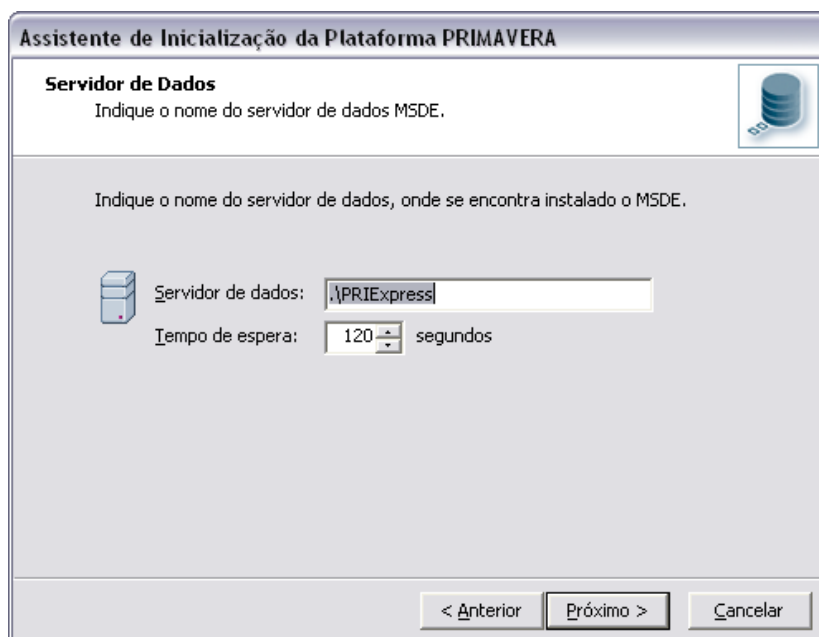 Assistente de Inicialização da Plataforma PRIMAVERA
Servidor de Dados
Indique o nome do servidor de dados MSDE.
Indique o nome do servidor de dados, onde se encontra instalado o MSDE.
Servidor de dados: .\PRIExpress
Tempo de espera: 120 segundos
< Anterior Próximo > Cancelar